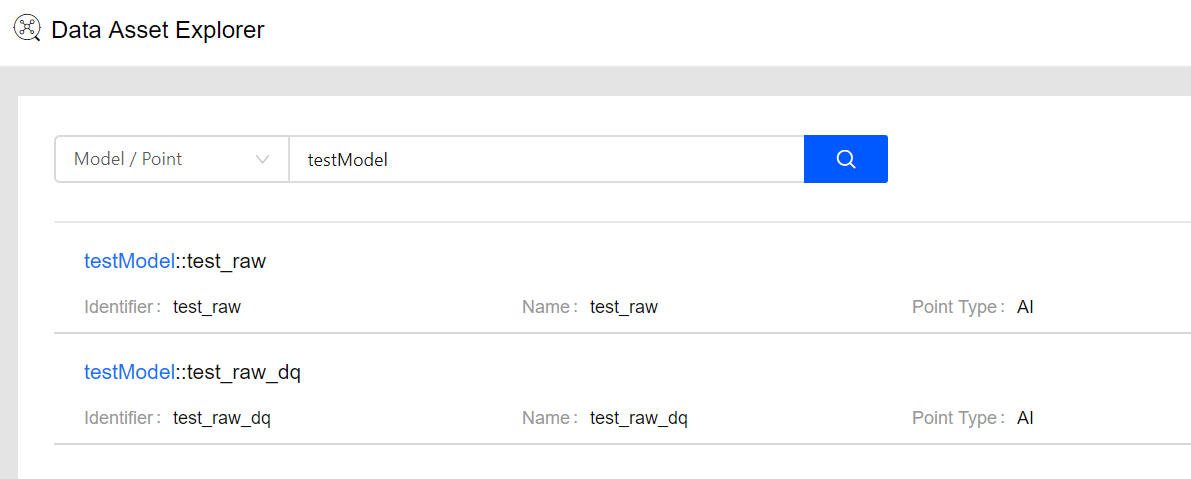 Data Asset Explorer
Model / Point testModel
testModel::test_raw
Identifier: test_raw Name: test_raw Point Type: AI
testModel::test_raw_dq
Identifier: test_raw_dq Name: test_raw_dq Point Type: AI